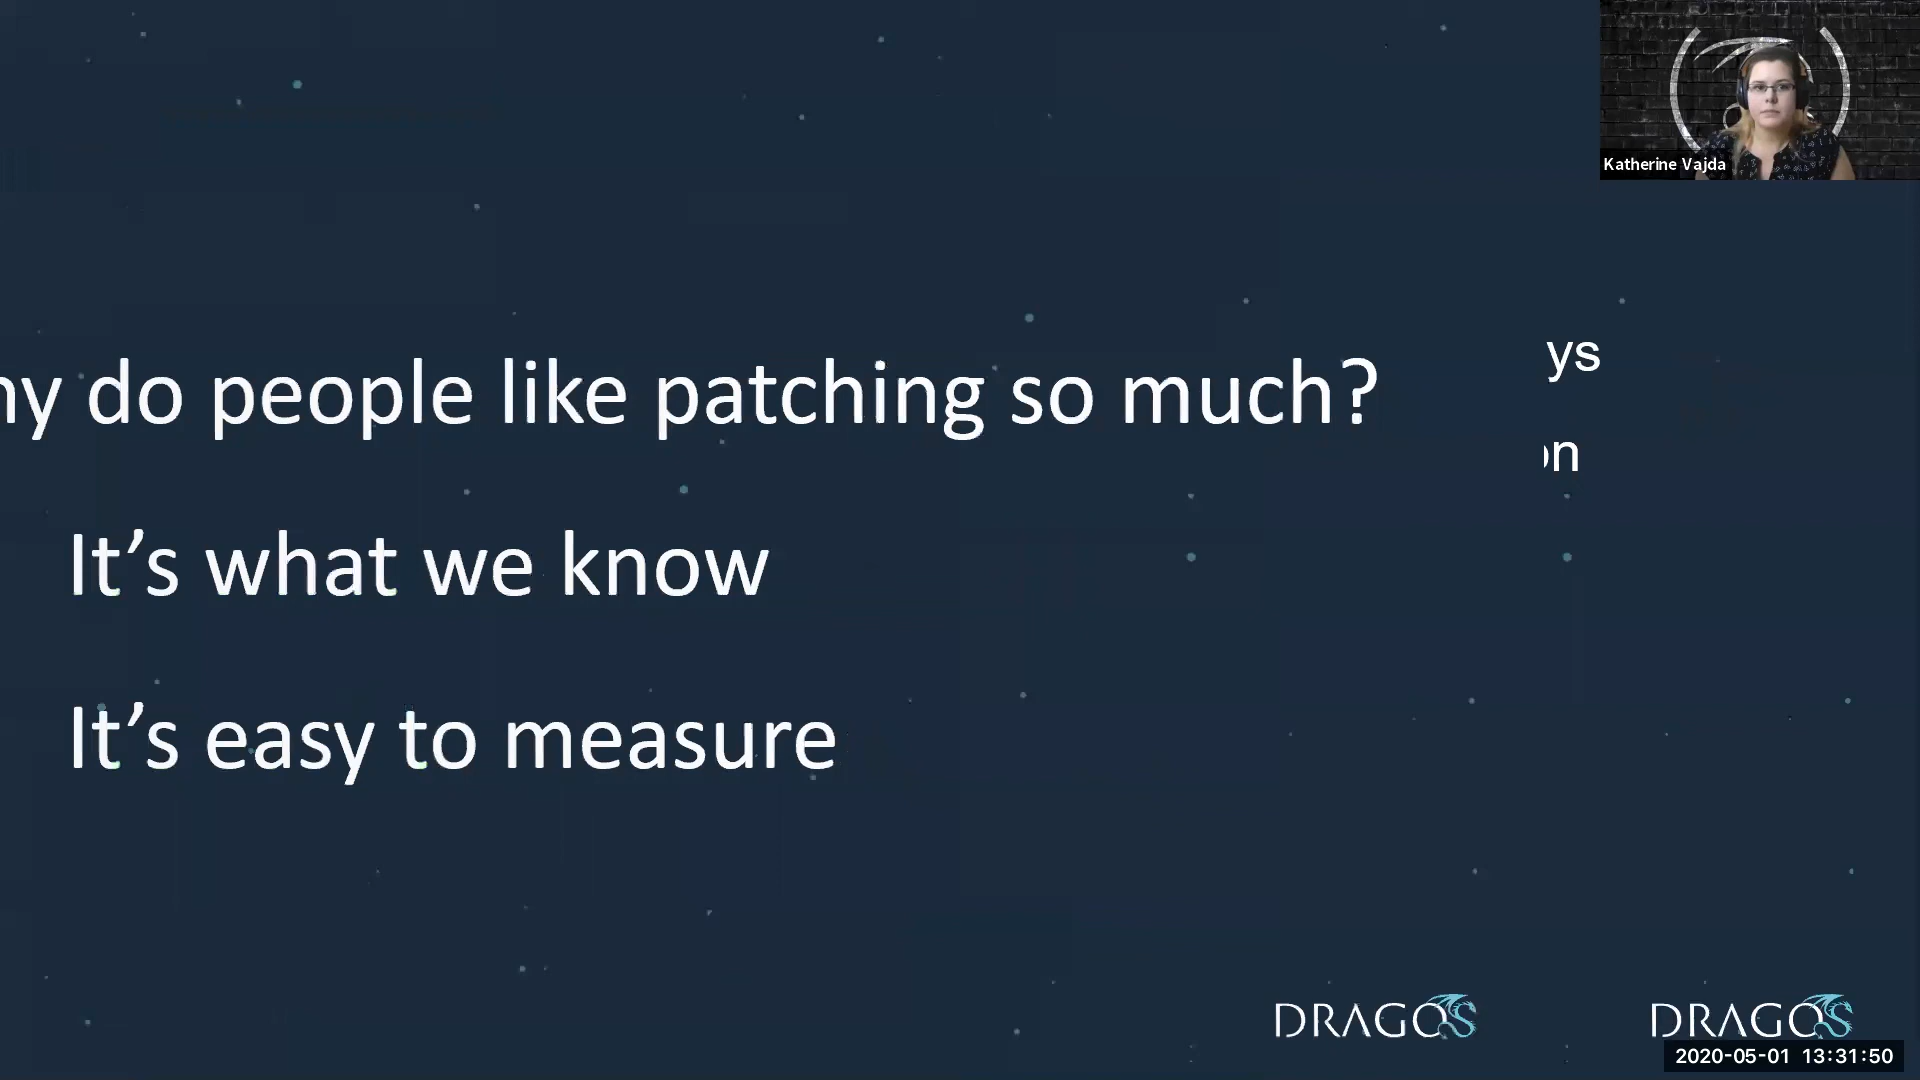 Katherine Vajda
hy do people like patching so much?
ys
on
It’s what we know
It’s easy to measure
DRAGOS
DRAGOS
2020-05-01 13:31:50